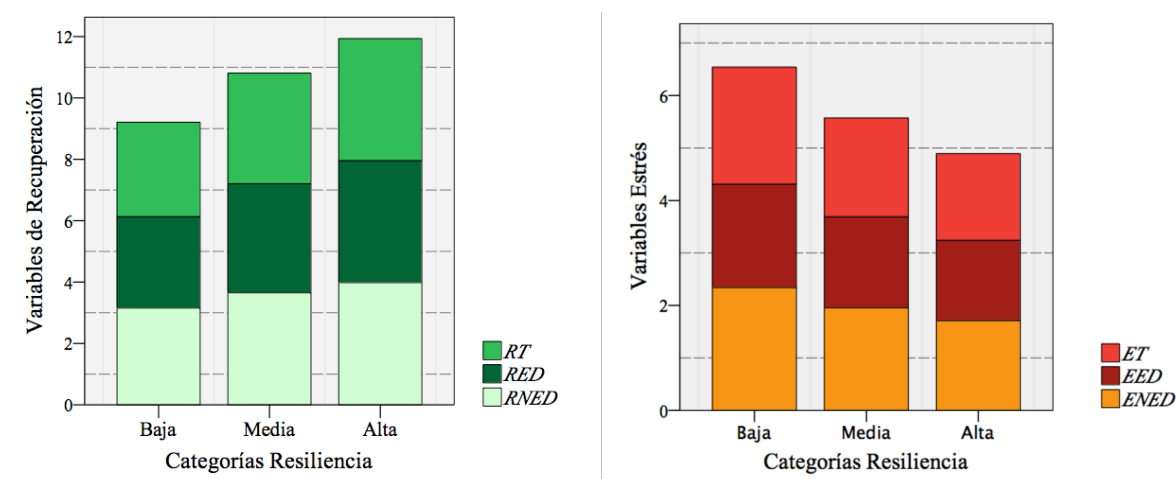 Variables de Recuperación
12
10
8
6
4
2
0
Baja Media Alta
Categorías Resiliencia
RT
RED
RNED
Variables Estrés
6
4
2
0
Baja Media Alta
Categorías Resiliencia
ET
EED
ENED